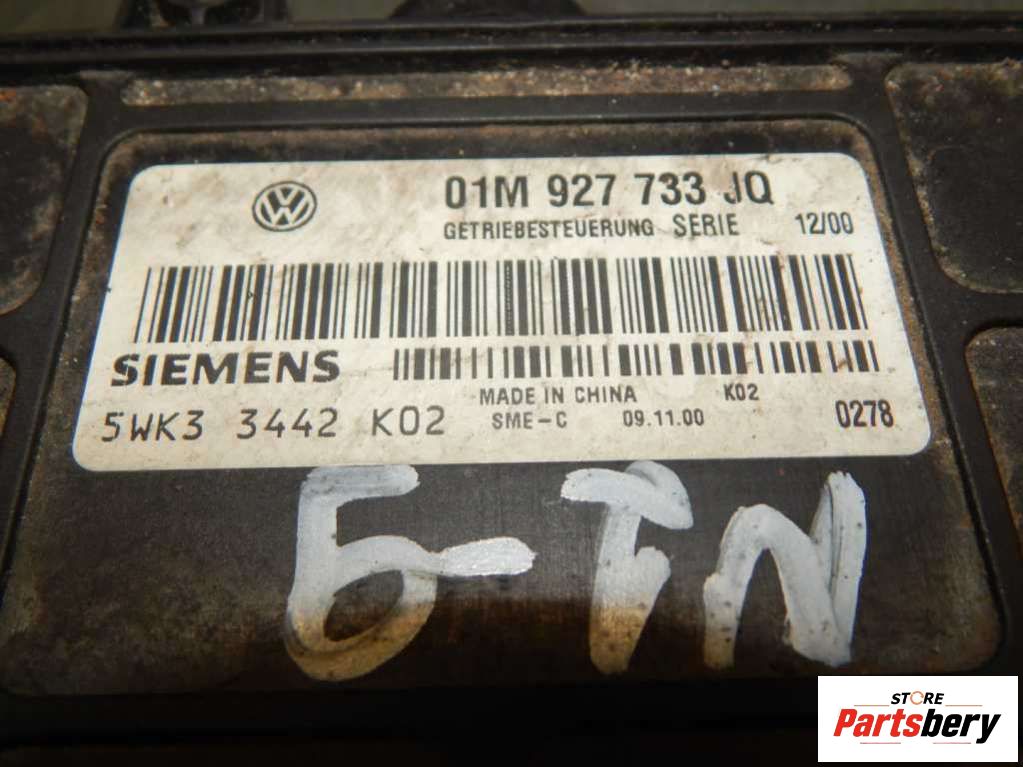 01M 927 733 JQ
GETRIEBESTEUERUNG SERIE 12/00
SIEMENS
MADE IN CHINA K02
5WK3 3442 K02 SME-C 09.11.00 0278
5-TN
STORE
Partsbery